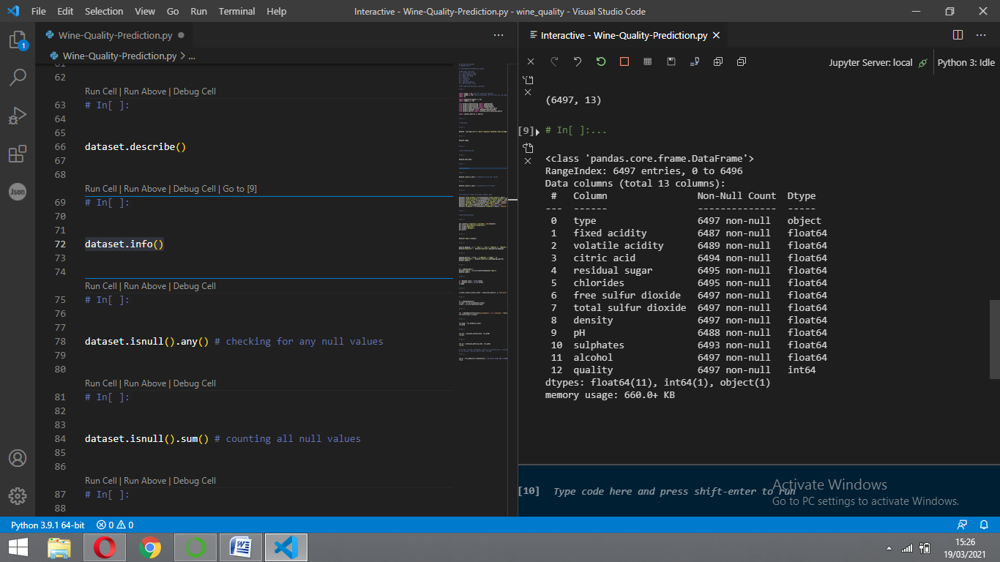 File Edit Selection View Go Run Terminal Help Interactive - Wine-Quality-Prediction.py - wine_quality - Visual Studio Code
Wine-Quality-Prediction.py
Wine-Quality-Prediction.py > ...
1
61
62
Run Cell | Run Above | Debug Cell
63 # In[ ]:
64
65
66 dataset.describe()
67
68
Run Cell | Run Above | Debug Cell | Go to [9]
69 # In[ ]:
70
71
72 dataset.info()
73
74
Run Cell | Run Above | Debug Cell
75 # In[ ]:
76
77
78 dataset.isnull().any() # checking for any null values
79
80
Run Cell | Run Above | Debug Cell
81 # In[ ]:
82
83
84 dataset.isnull().sum() # counting all null values
85
86
Run Cell | Run Above | Debug Cell
87 # In[ ]:
88
Json
Interactive - Wine-Quality-Prediction.py
Jupyter Server: local Python 3: Idle
(6497, 13)
[9] # In[ ]:...
<class 'pandas.core.frame.DataFrame'>
RangeIndex: 6497 entries, 0 to 6496
Data columns (total 13 columns):
# Column Non-Null Count Dtype
--- ------ -------------- -----
0 type 6497 non-null object
1 fixed acidity 6487 non-null float64
2 volatile acidity 6489 non-null float64
3 citric acid 6494 non-null float64
4 residual sugar 6495 non-null float64
5 chlorides 6495 non-null float64
6 free sulfur dioxide 6497 non-null float64
7 total sulfur dioxide 6497 non-null float64
8 density 6497 non-null float64
9 pH 6488 non-null float64
10 sulphates 6493 non-null float64
11 alcohol 6497 non-null float64
12 quality 6497 non-null int64
dtypes: float64(11), int64(1), object(1)
memory usage: 660.0+ KB
[10] Type code here and press shift-enter to run
Activate Windows
Go to PC settings to activate Windows.
Python 3.9.1 64-bit 0 0
15:26
19/03/2021